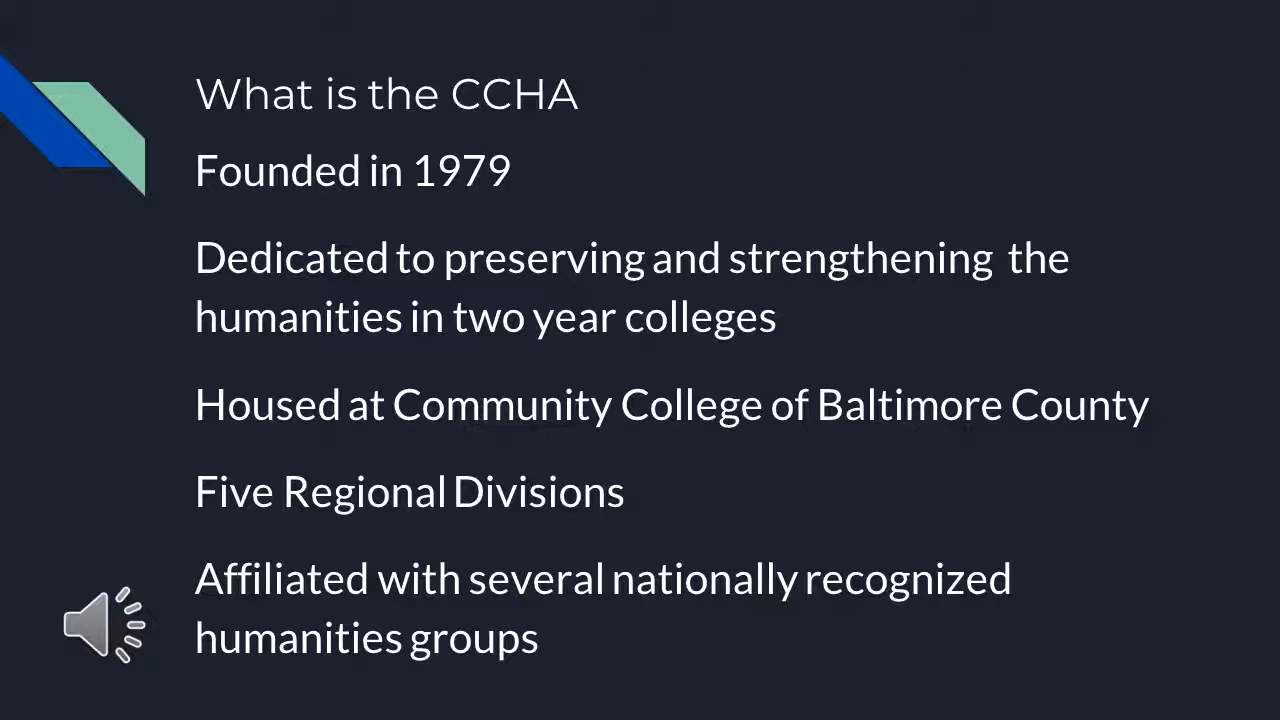 What is the CCHA
Founded in 1979
Dedicated to preserving and strengthening the
humanities in two year colleges
Housed at Community College of Baltimore County
Five Regional Divisions
Affiliated with several nationally recognized
humanities groups